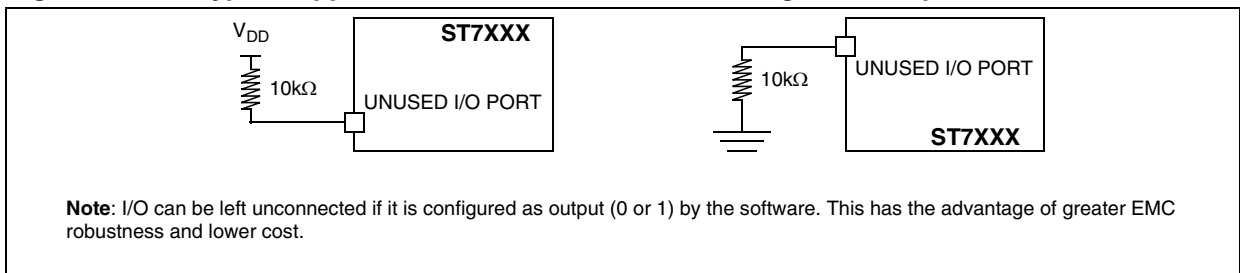 V_DD
10kΩ
ST7XXX
UNUSED I/O PORT
10kΩ
UNUSED I/O PORT
ST7XXX
Note: I/O can be left unconnected if it is configured as output (0 or 1) by the software. This has the advantage of greater EMC
robustness and lower cost.